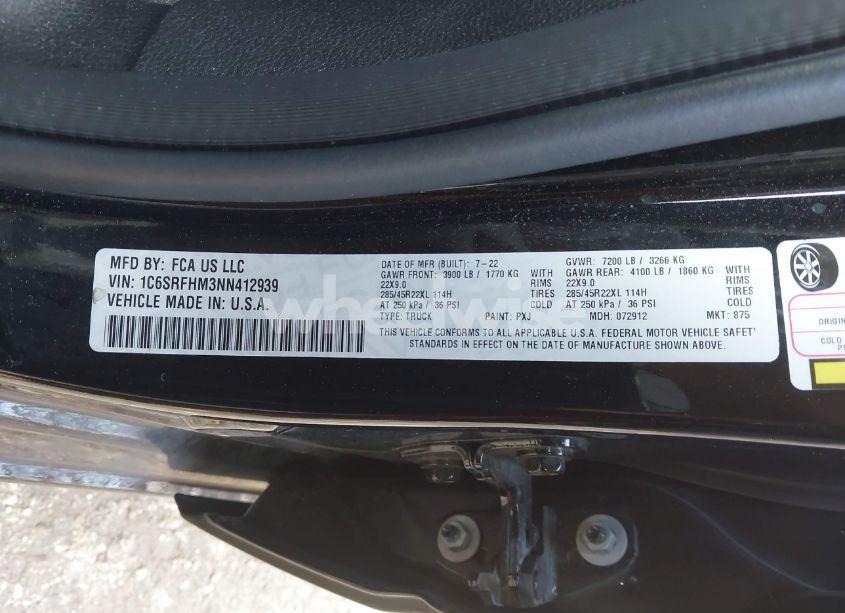 MFD BY: FCA US LLC
VIN: 1C6SRFHM3NN412939
VEHICLE MADE IN U.S.A.
DATE OF MFR (BUILT): 7-22
GAWR FRONT: 3900 LB / 1770 KG WITH
22X9.0 RIMS
285/45R22XL 114H TIRES
AT 250 kPa / 36 PSI COLD
TYPE: TRUCK PAINT: PXJ
GVWR: 7200 LB / 3266 KG
GAWR REAR: 4100 LB / 1860 KG WITH
22X9.0 RIMS
285/45R22XL 114H TIRES
AT 250 kPa / 36 PSI COLD
MDH: 072912 MKT: 875
THIS VEHICLE CONFORMS TO ALL APPLICABLE U.S.A. FEDERAL MOTOR VEHICLE SAFETY
STANDARDS IN EFFECT ON THE DATE OF MANUFACTURE SHOWN ABOVE.
ORIGIN
COLD
P